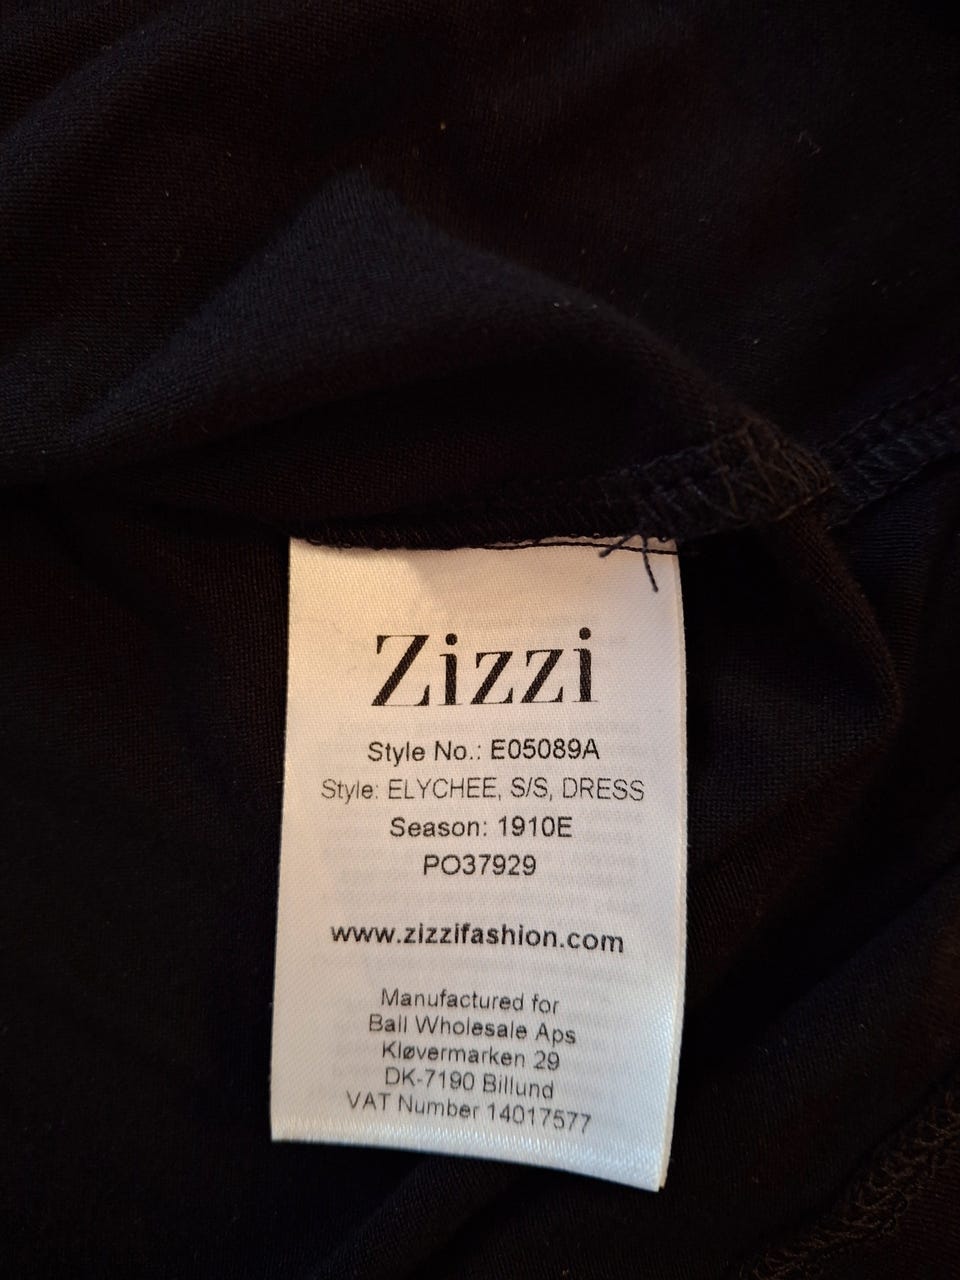 Zizzi
Style No.: E05089A
Style: ELYCHEE, S/S, DRESS
Season: 1910E
PO37929
www.zizzifashion.com
Manufactured for
Ball Wholesale Aps
Kløvermarken 29
DK-7190 Billund
VAT Number 14017577